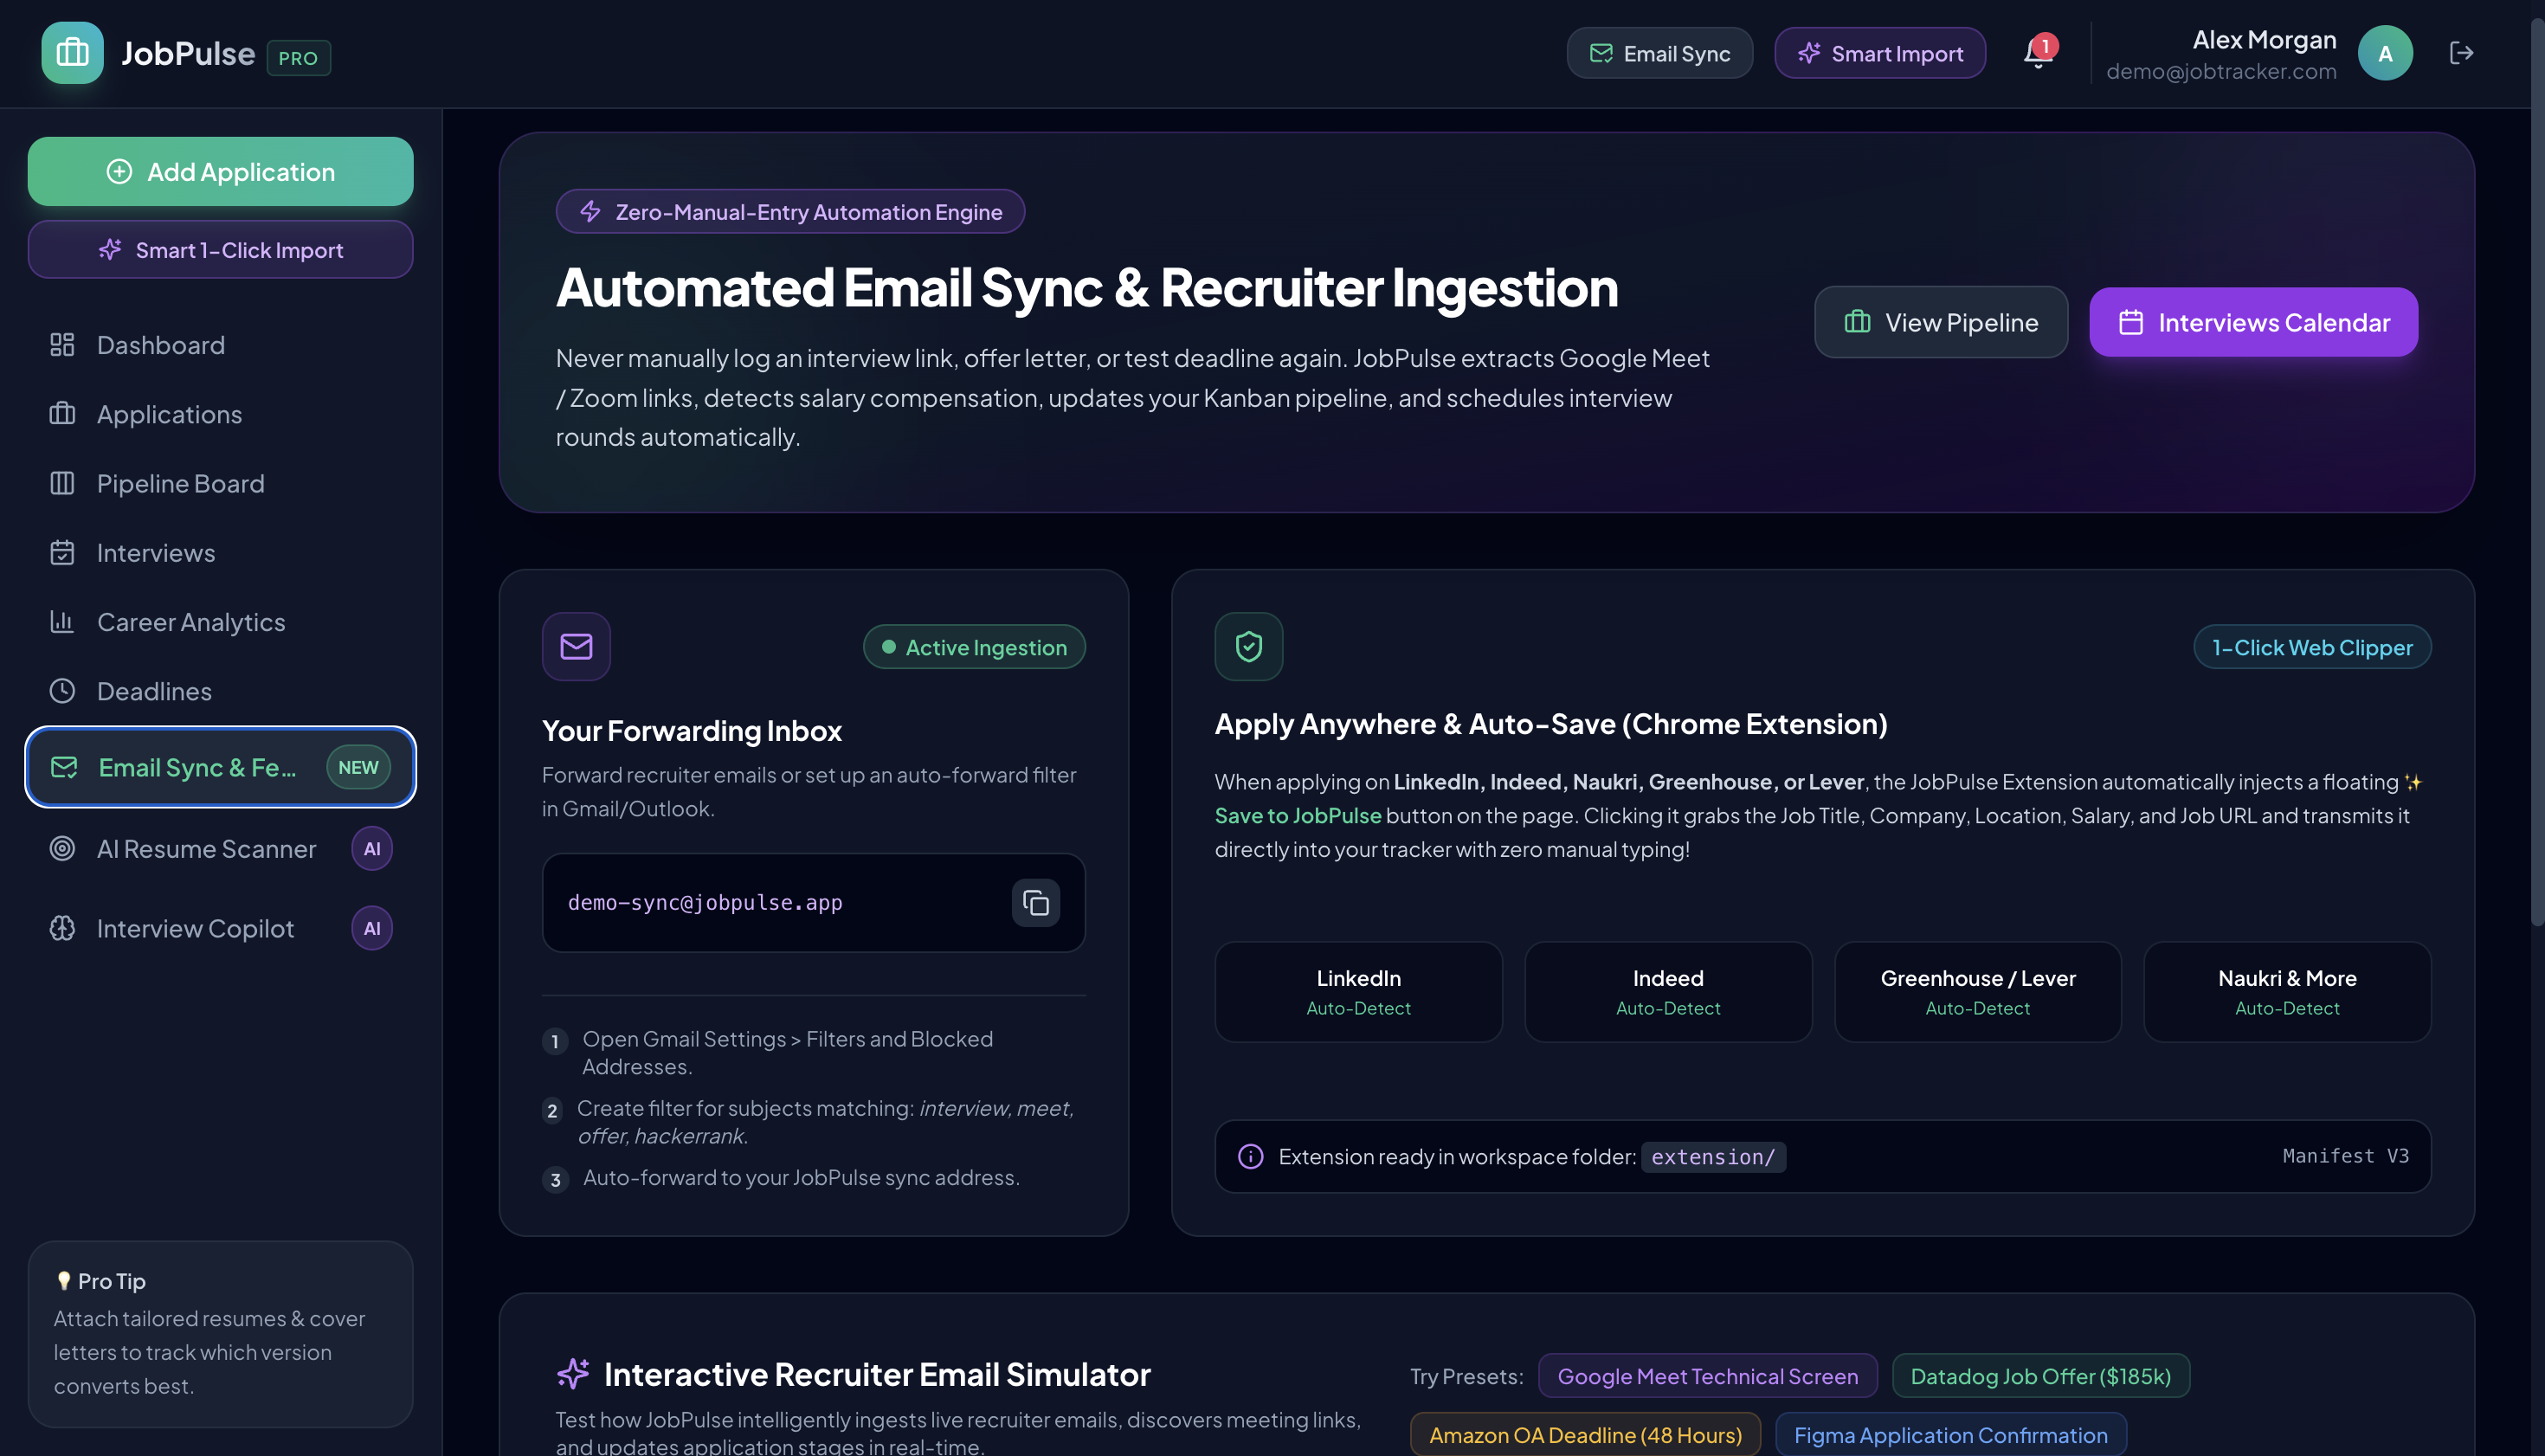 JobPulse PRO
Email Sync
Smart Import
1
Alex Morgan
demo@jobtracker.com
A
Add Application
Smart 1-Click Import
Dashboard
Applications
Pipeline Board
Interviews
Career Analytics
Deadlines
Email Sync & Fe... NEW
AI Resume Scanner AI
Interview Copilot AI
Pro Tip
Attach tailored resumes & cover
letters to track which version
converts best.
Zero-Manual-Entry Automation Engine
Automated Email Sync & Recruiter Ingestion
Never manually log an interview link, offer letter, or test deadline again. JobPulse extracts Google Meet
/ Zoom links, detects salary compensation, updates your Kanban pipeline, and schedules interview
rounds automatically.
View Pipeline
Interviews Calendar
Active Ingestion
Your Forwarding Inbox
Forward recruiter emails or set up an auto-forward filter
in Gmail/Outlook.
demo-sync@jobpulse.app
1 Open Gmail Settings > Filters and Blocked
Addresses.
2 Create filter for subjects matching: interview, meet,
offer, hackerrank.
3 Auto-forward to your JobPulse sync address.
1-Click Web Clipper
Apply Anywhere & Auto-Save (Chrome Extension)
When applying on LinkedIn, Indeed, Naukri, Greenhouse, or Lever, the JobPulse Extension automatically injects a floating ✨
Save to JobPulse button on the page. Clicking it grabs the Job Title, Company, Location, Salary, and Job URL and transmits it
directly into your tracker with zero manual typing!
LinkedIn
Auto-Detect
Indeed
Auto-Detect
Greenhouse / Lever
Auto-Detect
Naukri & More
Auto-Detect
Extension ready in workspace folder: extension/
Manifest V3
Interactive Recruiter Email Simulator
Test how JobPulse intelligently ingests live recruiter emails, discovers meeting links,
and updates application stages in real-time.
Try Presets:
Google Meet Technical Screen
Datadog Job Offer ($185k)
Amazon OA Deadline (48 Hours)
Figma Application Confirmation